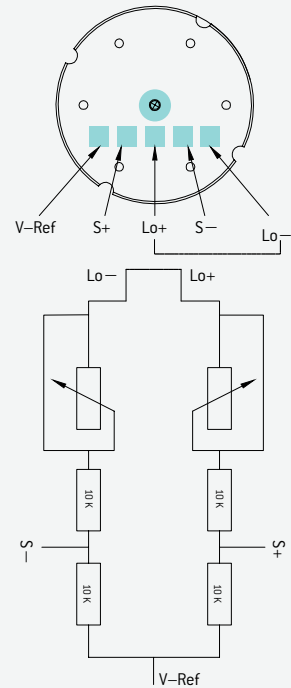 V–Ref S+ Lo+ S– Lo–
Lo– Lo+
10 K 10 K
S– S+
10 K 10 K
V–Ref